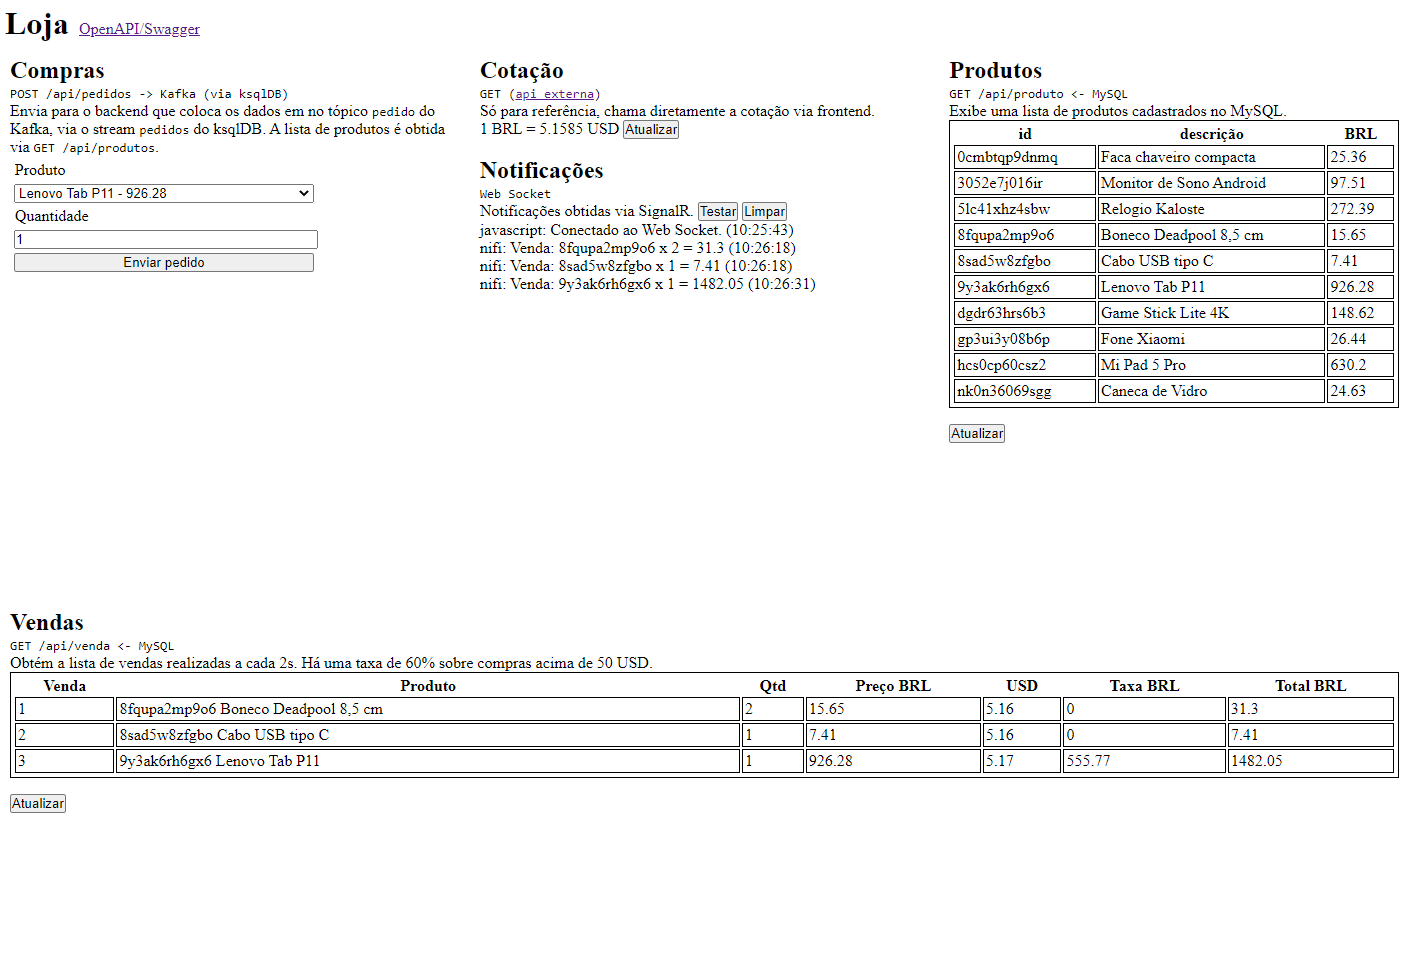 Loja OpenAPI/Swagger
Compras
POST /api/pedidos -> Kafka (via ksqlDB)
Envia para o backend que coloca os dados em no tópico pedido do
Kafka, via o stream pedidos do ksqlDB. A lista de produtos é obtida
via GET /api/produtos.
Produto
Lenovo Tab P11 - 926.28
Quantidade
1
Enviar pedido
Cotação
GET (api externa)
Só para referência, chama diretamente a cotação via frontend.
1 BRL = 5.1585 USD Atualizar
Notificações
Web Socket
Notificações obtidas via SignalR. Testar Limpar
javascript: Conectado ao Web Socket. (10:25:43)
nifi: Venda: 8fqupa2mp9o6 x 2 = 31.3 (10:26:18)
nifi: Venda: 8sad5w8zfgbo x 1 = 7.41 (10:26:18)
nifi: Venda: 9y3ak6rh6gx6 x 1 = 1482.05 (10:26:31)
Produtos
GET /api/produto <- MySQL
Exibe uma lista de produtos cadastrados no MySQL.
id descrição BRL
0cmbtqp9dnmq Faca chaveiro compacta 25.36
3052e7j016ir Monitor de Sono Android 97.51
5lc41xhz4sbw Relogio Kaloste 272.39
8fqupa2mp9o6 Boneco Deadpool 8,5 cm 15.65
8sad5w8zfgbo Cabo USB tipo C 7.41
9y3ak6rh6gx6 Lenovo Tab P11 926.28
dgdr63hrs6b3 Game Stick Lite 4K 148.62
gp3ui3y08b6p Fone Xiaomi 26.44
hcs0cp60csz2 Mi Pad 5 Pro 630.2
nk0n36069sgg Caneca de Vidro 24.63
Atualizar
Vendas
GET /api/venda <- MySQL
Obtém a lista de vendas realizadas a cada 2s. Há uma taxa de 60% sobre compras acima de 50 USD.
Venda Produto Qtd Preço BRL USD Taxa BRL Total BRL
1 8fqupa2mp9o6 Boneco Deadpool 8,5 cm 2 15.65 5.16 0 31.3
2 8sad5w8zfgbo Cabo USB tipo C 1 7.41 5.16 0 7.41
3 9y3ak6rh6gx6 Lenovo Tab P11 1 926.28 5.17 555.77 1482.05
Atualizar